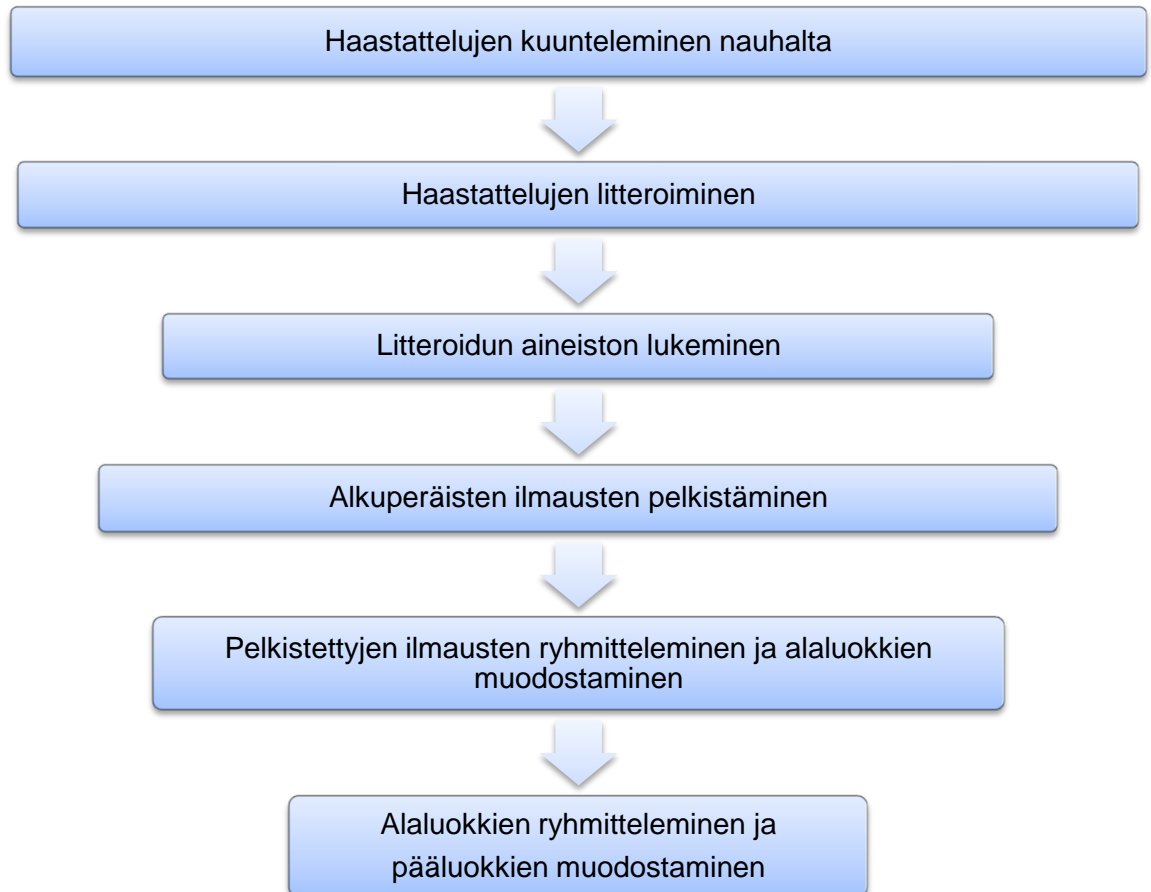 Haastattelujen kuunteleminen nauhalta
Haastattelujen litteroiminen
Litteroidun aineiston lukeminen
Alkuperäisten ilmausten pelkistäminen
Pelkistettyjen ilmausten ryhmitteleminen ja alaluokkien
muodostaminen
Alaluokkien ryhmitteleminen ja
pääluokkien muodostaminen